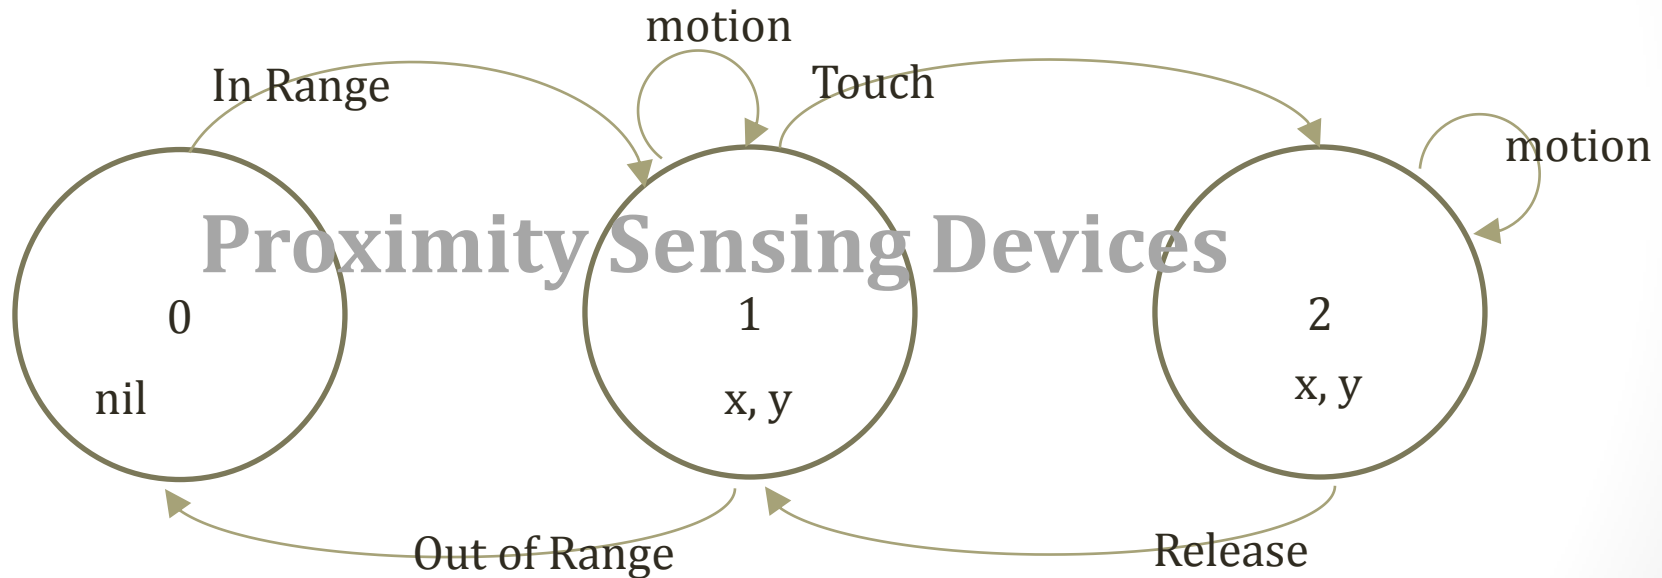 motion
In Range
Touch
motion
Proximity Sensing Devices
0
1
2
nil
x, y
x, y
Out of Range
Release